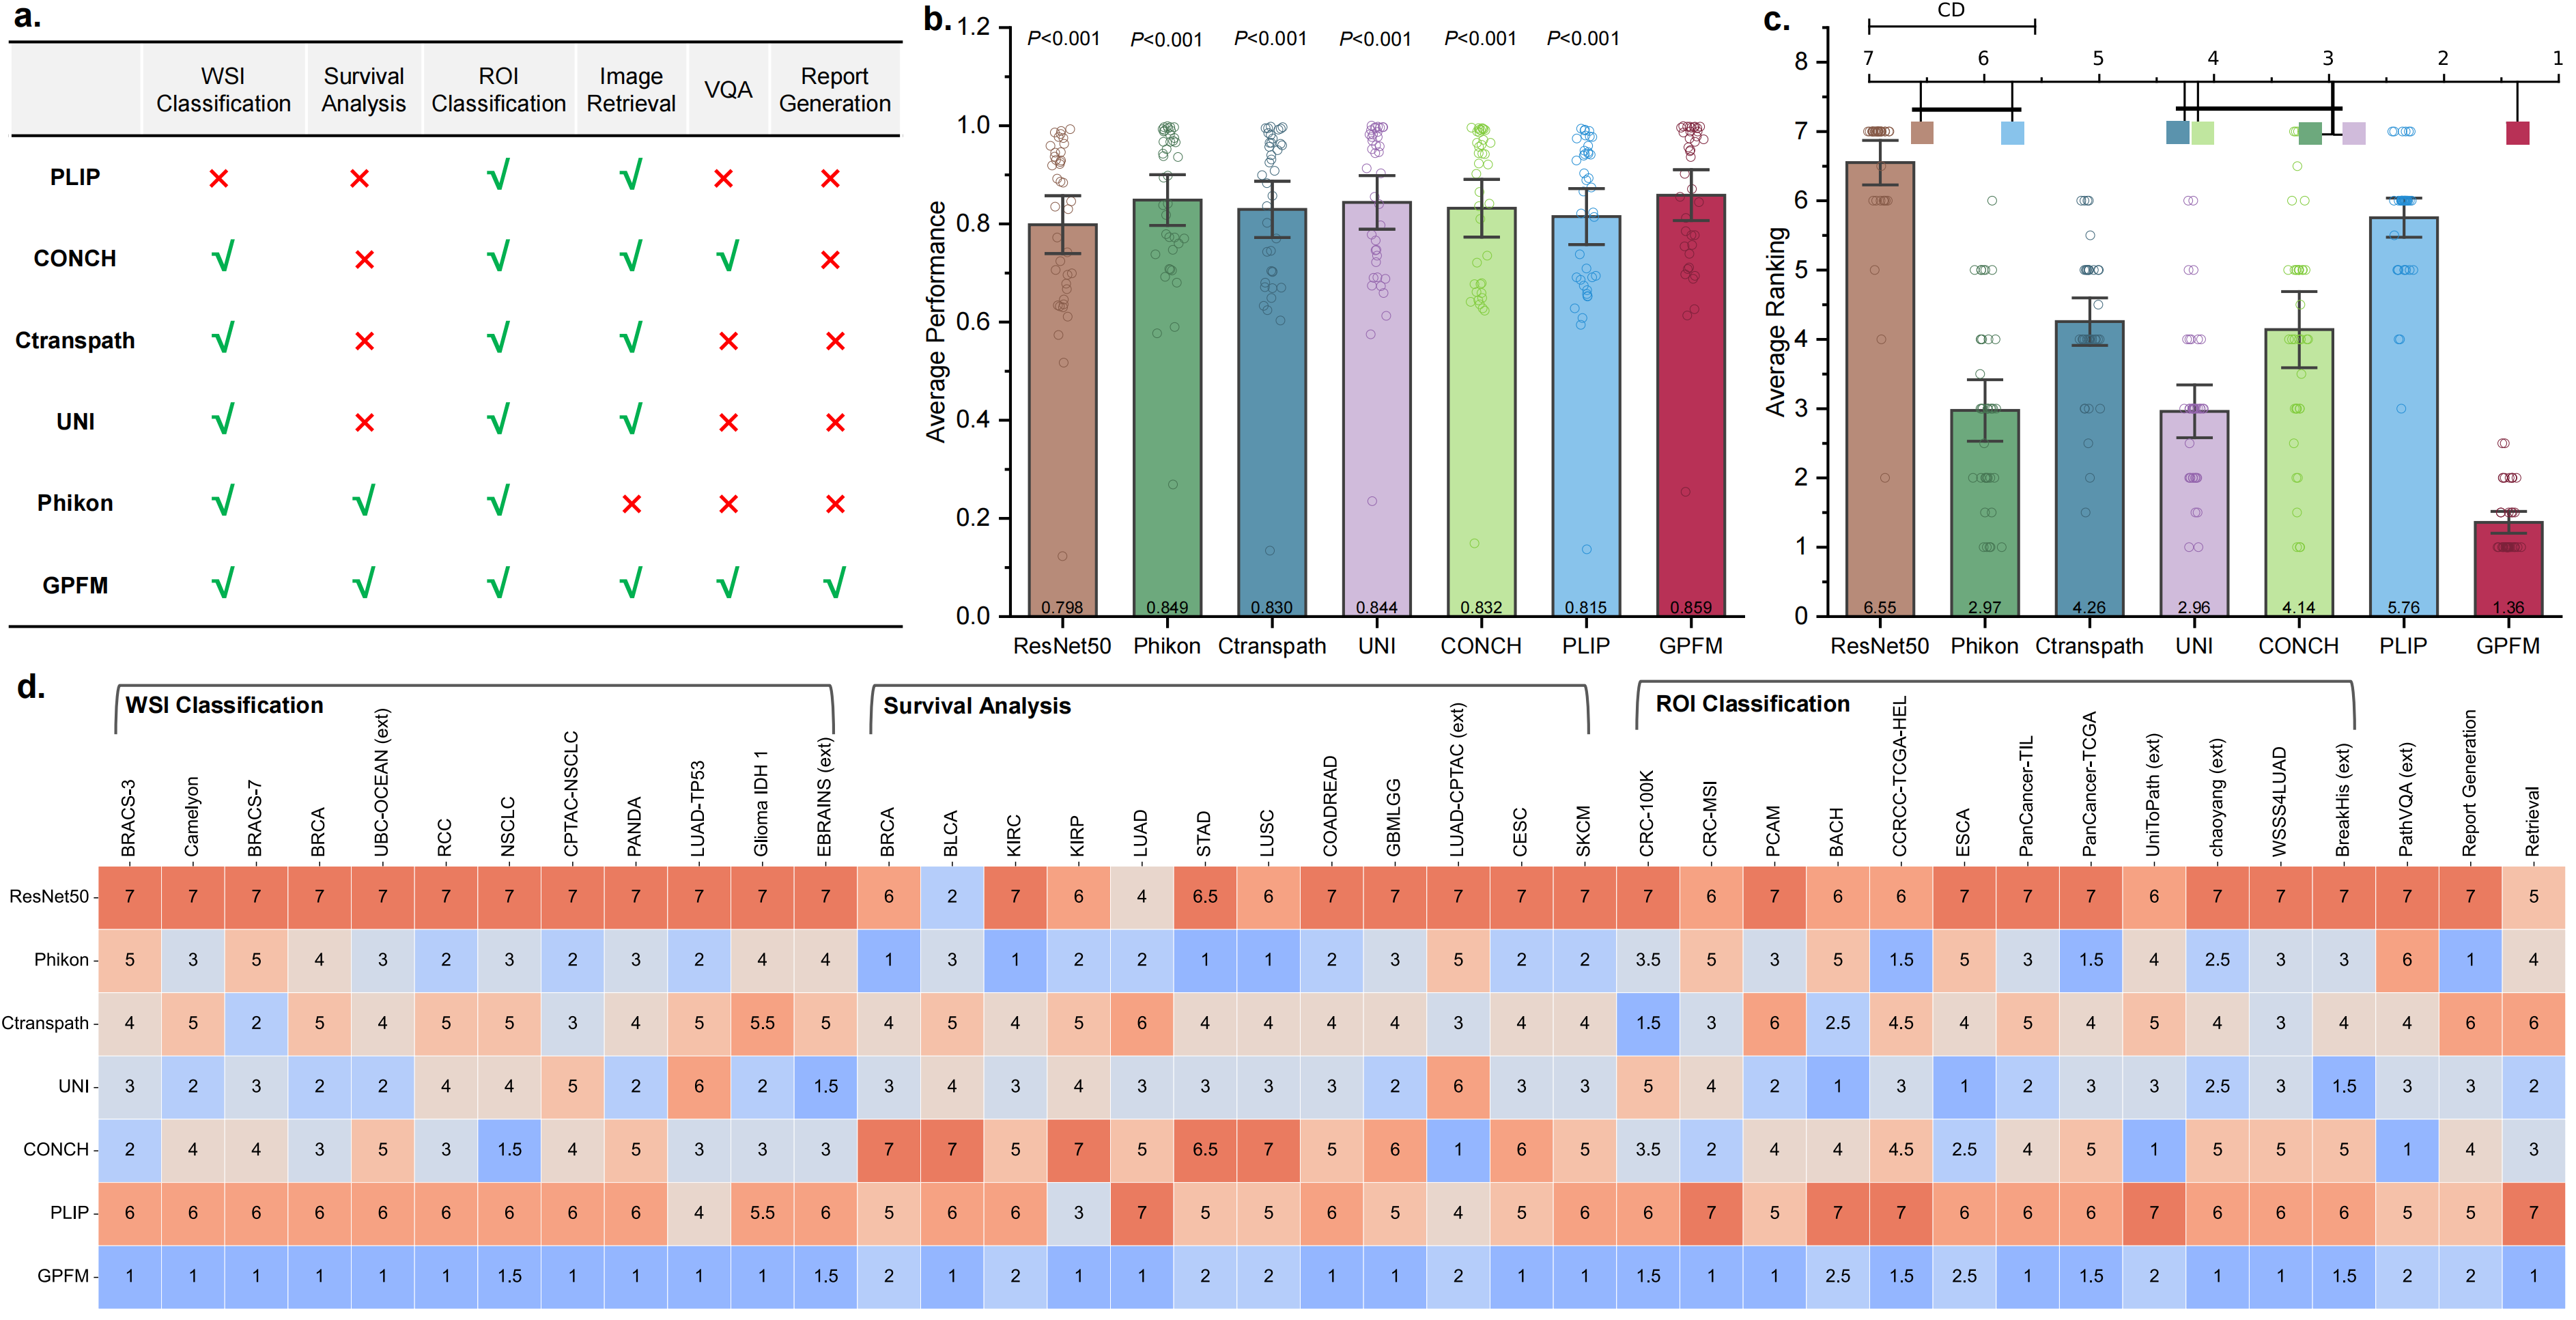 a.
WSI Classification
Survival Analysis
ROI Classification
Image Retrieval
VQA
Report Generation
PLIP × × √ √ × ×
CONCH √ × √ √ √ ×
Ctranspath √ × √ √ × ×
UNI √ × √ √ × ×
Phikon √ √ √ × × ×
GPFM √ √ √ √ √ √
b.
P<0.001 P<0.001 P<0.001 P<0.001 P<0.001 P<0.001
Average Performance
1.2
1.0
0.8
0.6
0.4
0.2
0.0
0.798 0.849 0.830 0.844 0.832 0.815 0.859
ResNet50 Phikon Ctranspath UNI CONCH PLIP GPFM
c.
CD
7 6 5 4 3 2 1
Average Ranking
8
7
6
5
4
3
2
1
0
6.55 2.97 4.26 2.96 4.14 5.76 1.36
ResNet50 Phikon Ctranspath UNI CONCH PLIP GPFM
d.
WSI Classification
Survival Analysis
ROI Classification
BRACS-3
Camelyon
BRACS-7
BRCA
UBC-OCEAN (ext)
RCC
NSCLC
CPTAC-NSCLC
PANDA
LUAD-TP53
Glioma IDH 1
EBRAINS (ext)
BRCA
BLCA
KIRC
KIRP
LUAD
STAD
LUSC
COADREAD
GBMLGG
LUAD-CPTAC (ext)
CESC
SKCM
CRC-100K
CRC-MSI
PCAM
BACH
CCRCC-TCGA-HEL
ESCA
PanCancer-TIL
PanCancer-TCGA
UniToPath (ext)
chaoyang (ext)
WSSS4LUAD
BreakHis (ext)
PathVQA (ext)
Report Generation
Retrieval
ResNet50 7 7 7 7 7 7 7 7 7 7 7 7 6 2 7 6 4 6.5 6 7 7 7 7 7 7 6 7 6 6 7 7 7 6 7 7 7 7 7 5
Phikon 5 3 5 4 3 2 3 2 3 2 4 4 1 3 1 2 2 1 1 2 3 5 2 2 3.5 5 3 5 1.5 5 3 1.5 4 2.5 3 3 6 1 4
Ctranspath 4 5 2 5 4 5 5 3 4 5 5.5 5 4 5 4 5 6 4 4 4 4 3 4 4 1.5 3 6 2.5 4.5 4 5 4 5 4 3 4 4 6 6
UNI 3 2 3 2 2 4 4 5 2 6 2 1.5 3 4 3 4 3 3 3 3 2 6 3 3 5 4 2 1 3 1 2 3 3 2.5 3 1.5 3 3 2
CONCH 2 4 4 3 5 3 1.5 4 5 3 3 3 7 7 5 7 5 6.5 7 5 6 1 6 5 3.5 2 4 4 4.5 2.5 4 5 1 5 5 5 1 4 3
PLIP 6 6 6 6 6 6 6 6 6 4 5.5 6 5 6 6 3 7 5 5 6 5 4 5 6 6 7 5 7 7 6 6 6 7 6 6 6 5 5 7
GPFM 1 1 1 1 1 1 1.5 1 1 1 1 1.5 2 1 2 1 1 2 2 1 1 2 1 1 1.5 1 1 2.5 1.5 2.5 1 1.5 2 1 1 1.5 2 2 1